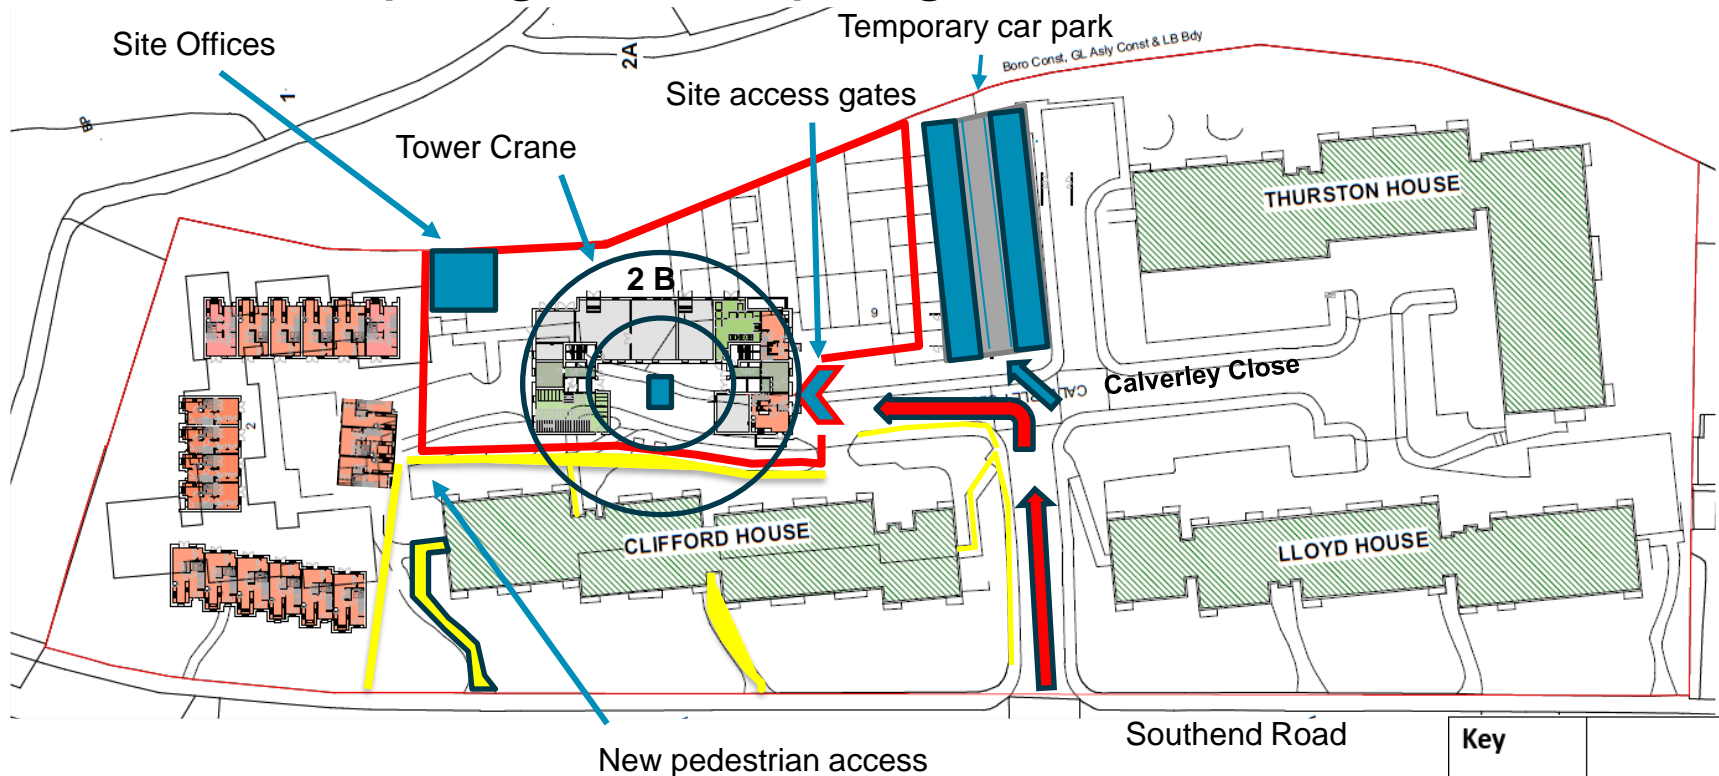 Temporary car park
Site Offices
Boro Const, GL Asly Const & LB Bdy
2A
Site access gates
1
BP
Tower Crane
THURSTON HOUSE
2 B
9
Calverley Close
2
CLIFFORD HOUSE
LLOYD HOUSE
Southend Road
Key
New pedestrian access